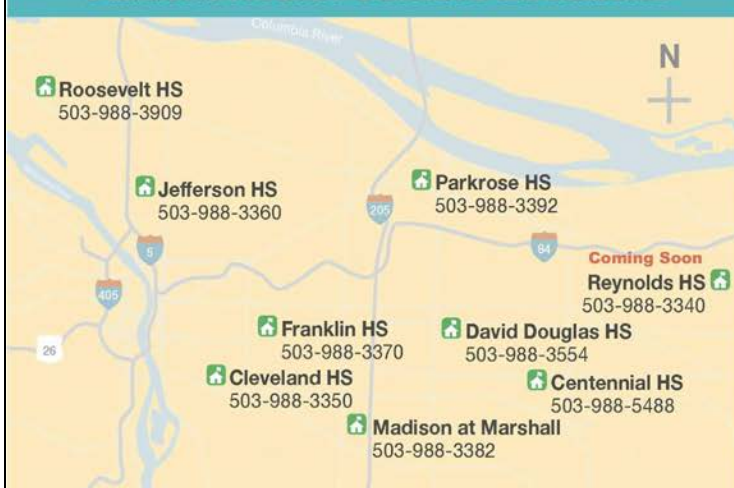 Columbia River
N
Roosevelt HS
503-988-3909
Jefferson HS
503-988-3360
Parkrose HS
503-988-3392
205
5
84
Coming Soon
Reynolds HS
503-988-3340
405
Franklin HS
503-988-3370
David Douglas HS
503-988-3554
26
Cleveland HS
503-988-3350
Centennial HS
503-988-5488
Madison at Marshall
503-988-3382